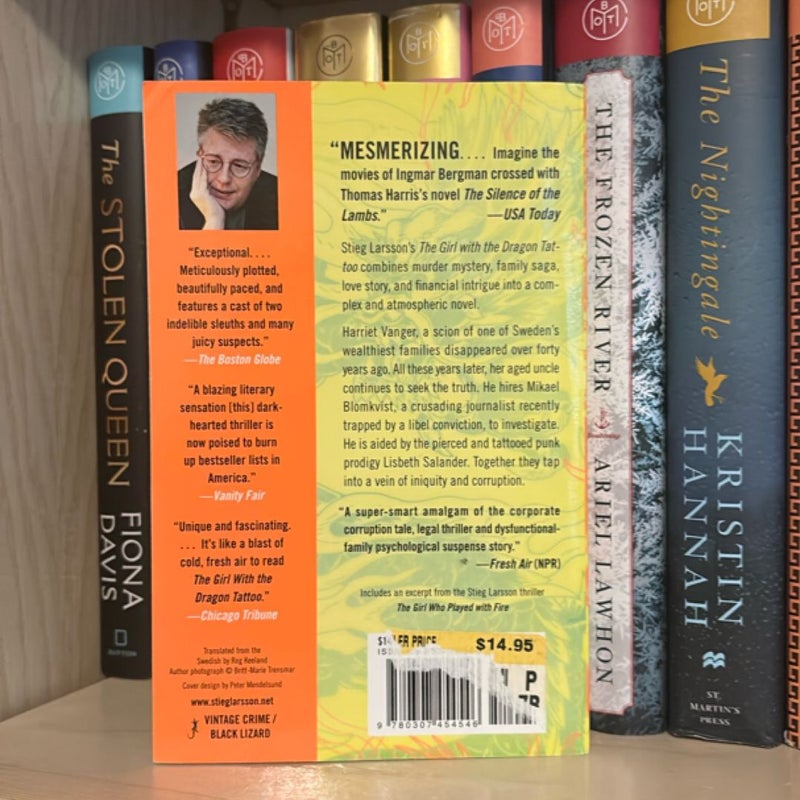 The STOLEN QUEEN
FIONA
DAVIS
DUTTON
"Exceptional. . . .
Meticulously plotted,
beautifully paced, and
features a cast of two
indelible sleuths and many
juicy suspects."
—The Boston Globe
"A blazing literary
sensation [this] dark-
hearted thriller is
now poised to burn
up bestseller lists in
America."
—Vanity Fair
"Unique and fascinating.
. . . It's like a blast of
cold, fresh air to read
The Girl With the
Dragon Tattoo."
—Chicago Tribune
Translated from the
Swedish by Reg Keeland
Author photograph © Britt-Marie Trensmar
Cover design by Peter Mendelsund
www.stieglarsson.net
VINTAGE CRIME/
BLACK LIZARD
"MESMERIZING. . . . Imagine the
movies of Ingmar Bergman crossed with
Thomas Harris's novel The Silence of the
Lambs." —USA Today
Stieg Larsson's The Girl with the Dragon Tat-
too combines murder mystery, family saga,
love story, and financial intrigue into a com-
plex and atmospheric novel.
Harriet Vanger, a scion of one of Sweden's
wealthiest families disappeared over forty
years ago. All these years later, her aged uncle
continues to seek the truth. He hires Mikael
Blomkvist, a crusading journalist recently
trapped by a libel conviction, to investigate.
He is aided by the pierced and tattooed punk
prodigy Lisbeth Salander. Together they tap
into a vein of iniquity and corruption.
"A super-smart amalgam of the corporate
corruption tale, legal thriller and dysfunctional-
family psychological suspense story."
—Fresh Air (NPR)
Includes an excerpt from the Stieg Larsson thriller
The Girl Who Played with Fire
PRICE $14.95
P
9 780307 454546
THE FROZEN RIVER
ARIEL LAWHON
The Nightingale
KRISTIN
HANNAH
ST.
MARTIN'S
PRESS